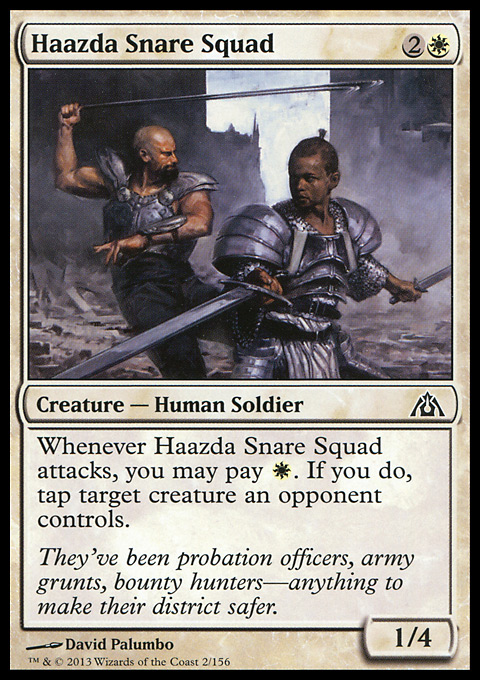 Haazda Snare Squad 2
Creature — Human Soldier
Whenever Haazda Snare Squad
attacks, you may pay . If you do,
tap target creature an opponent
controls.
They've been probation officers, army
grunts, bounty hunters—anything to
make their district safer.
David Palumbo
1/4
™ & © 2013 Wizards of the Coast 2/156